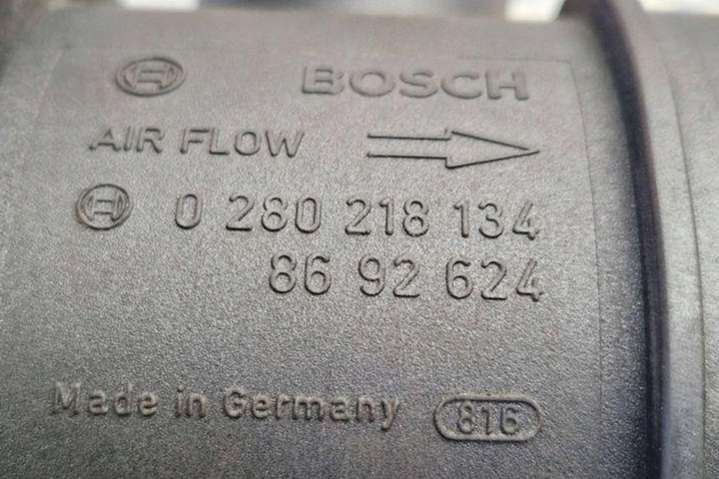 BOSCH
AIR FLOW
0 280 218 134
86 92 624
Made in Germany 816